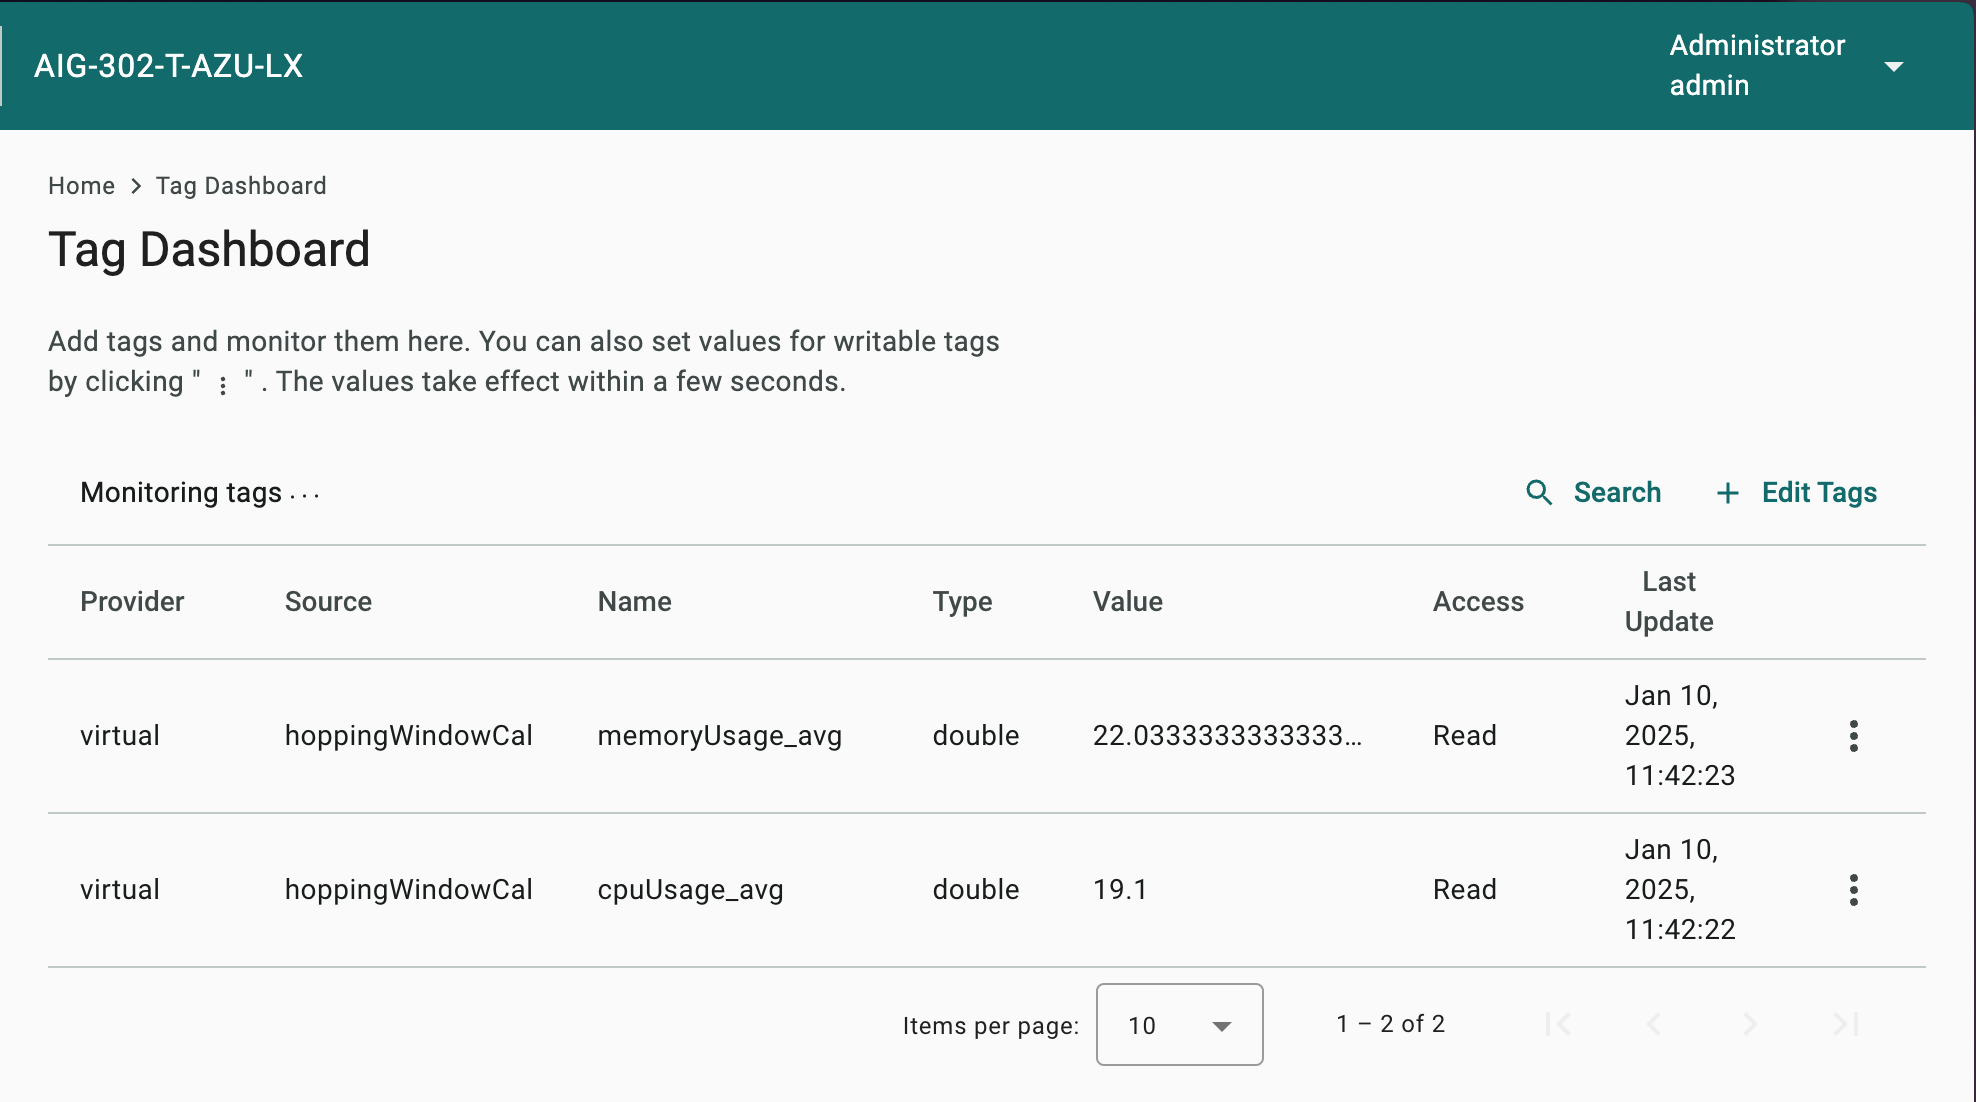 AIG-302-T-AZU-LX
Administrator
admin
Home > Tag Dashboard
Tag Dashboard
Add tags and monitor them here. You can also set values for writable tags
by clicking " ⋮ " . The values take effect within a few seconds.
Monitoring tags ...
Search
+ Edit Tags
Provider Source Name Type Value Access Last
Update
virtual hoppingWindowCal memoryUsage_avg double 22.0333333333333... Read Jan 10,
2025,
11:42:23
virtual hoppingWindowCal cpuUsage_avg double 19.1 Read Jan 10,
2025,
11:42:22
Items per page: 10 1 – 2 of 2